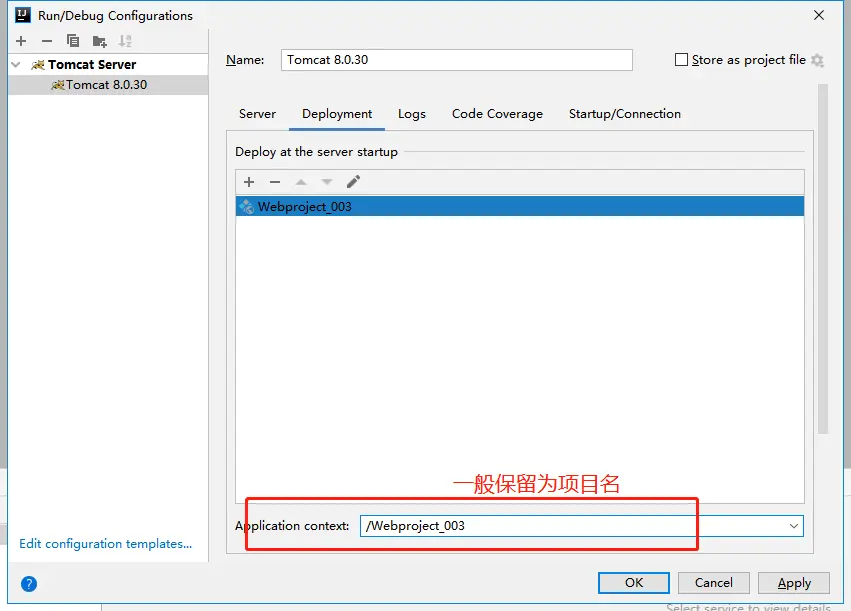 Run/Debug Configurations
Tomcat Server
Tomcat 8.0.30
Name: Tomcat 8.0.30 Store as project file
Server Deployment Logs Code Coverage Startup/Connection
Deploy at the server startup
Webproject_003
一般保留为项目名
Application context: /Webproject_003
Edit configuration templates...
OK Cancel Apply
Select service to view details